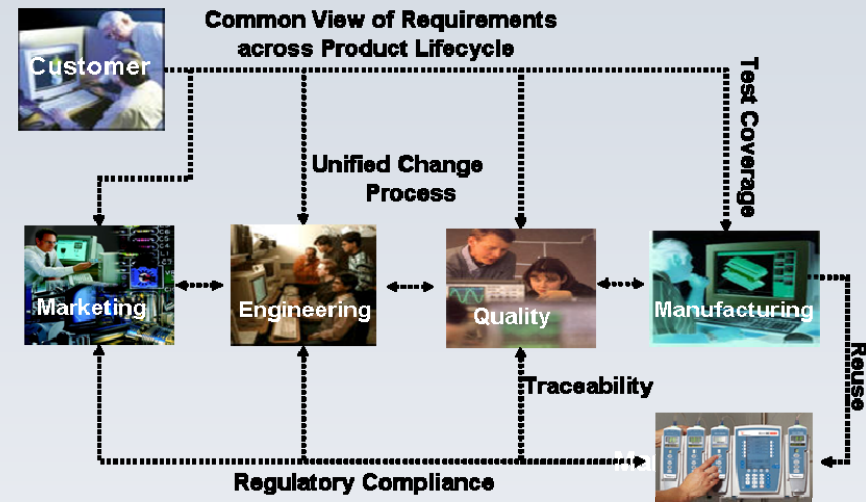 Common View of Requirements
across Product Lifecycle
Customer
Test Coverage
Unified Change
Process
Marketing
Engineering
Quality
Manufacturing
Reuse
Traceability
Regulatory Compliance